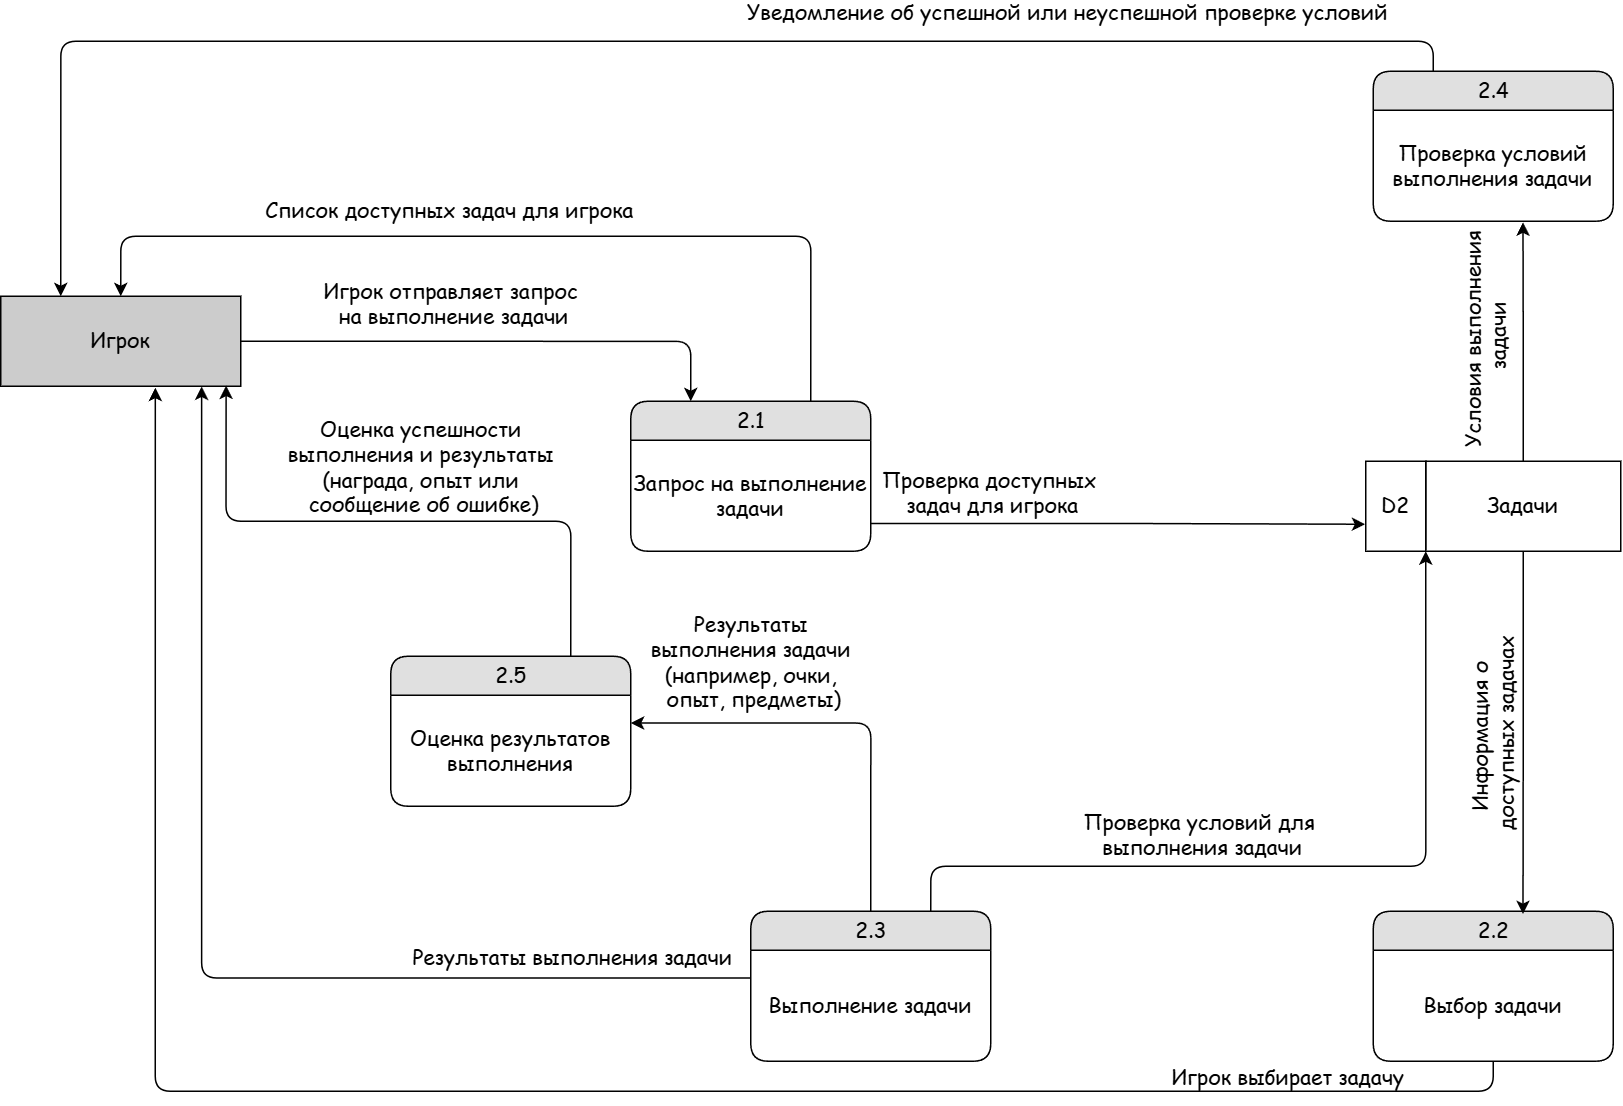 Уведомление об успешной или неуспешной проверке условий
2.4
Проверка условий
выполнения задачи
Список доступных задач для игрока
Игрок отправляет запрос
на выполнение задачи
Игрок
Условия выполнения
задачи
2.1
Запрос на выполнение
задачи
Оценка успешности
выполнения и результаты
(награда, опыт или
сообщение об ошибке)
Проверка доступных
задач для игрока
D2
Задачи
Результаты
выполнения задачи
(например, очки,
опыт, предметы)
2.5
Оценка результатов
выполнения
Информация о
доступных задачах
Проверка условий для
выполнения задачи
2.3
Выполнение задачи
Результаты выполнения задачи
2.2
Выбор задачи
Игрок выбирает задачу